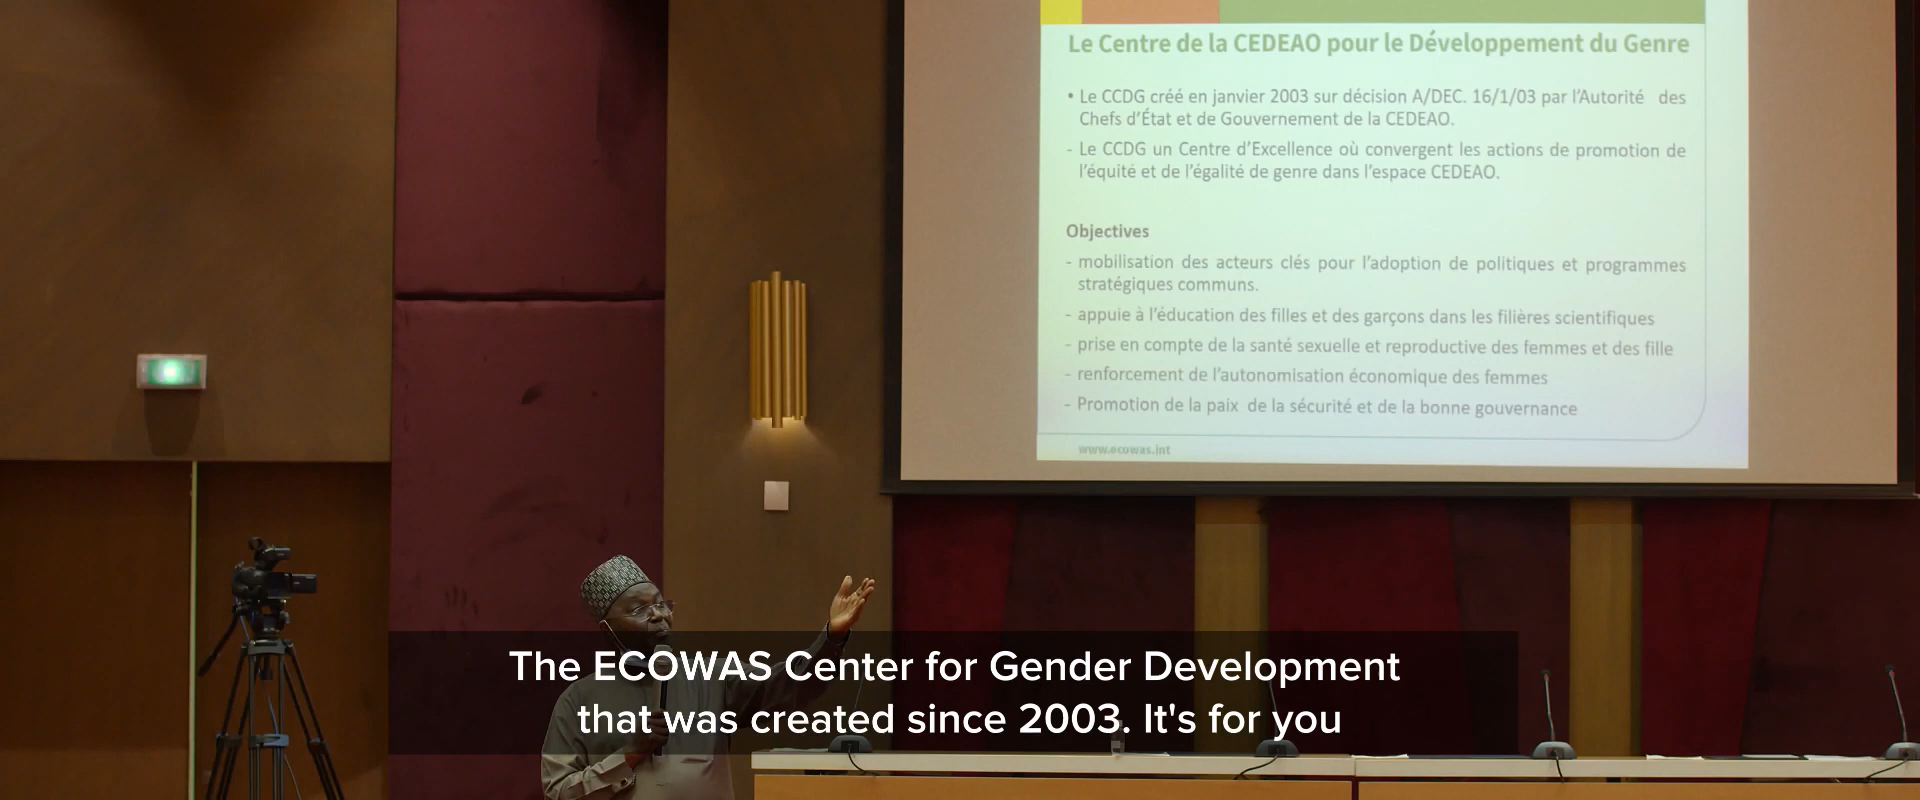 Le Centre de la CEDEAO pour le Développement du Genre
• Le CCDG créé en janvier 2003 sur décision A/DEC. 16/1/03 par l'Autorité des
Chefs d'État et de Gouvernement de la CEDEAO.
- Le CCDG un Centre d'Excellence où convergent les actions de promotion de
l'équité et de l'égalité de genre dans l'espace CEDEAO.
Objectives
- mobilisation des acteurs clés pour l'adoption de politiques et programmes
stratégiques communs.
- appuie à l'éducation des filles et des garçons dans les filières scientifiques
- prise en compte de la santé sexuelle et reproductive des femmes et des fille
- renforcement de l'autonomisation économique des femmes
- Promotion de la paix de la sécurité et de la bonne gouvernance
www.ecowas.int
The ECOWAS Center for Gender Development
that was created since 2003. It's for you